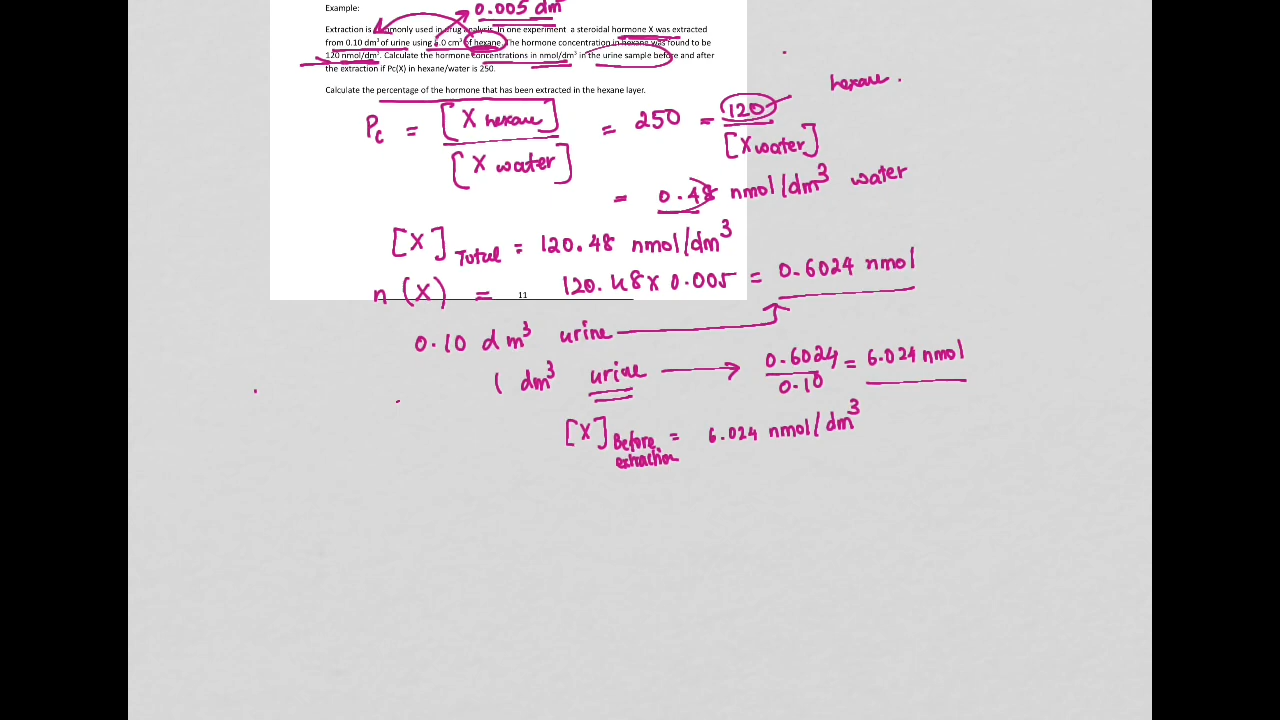 Example:
0.005 dm
Extraction is commonly used in drug analysis. In one experiment a steroidal hormone X was extracted
from 0.10 dm³ of urine using 5.0 cm³ of hexane. The hormone concentration in hexane was found to be
120 nmol/dm³. Calculate the hormone concentrations in nmol/dm³ in the urine sample before and after
the extraction if Pc(X) in hexane/water is 250.
Calculate the percentage of the hormone that has been extracted in the hexane layer.
Pc = [X hexane] / [X water] = 250 = 120 / [X water] hexane.
= 0.48 nmol/dm³ water
[X] Total = 120.48 nmol/dm³
n (X) = 120.48 x 0.005 = 0.6024 nmol
11
0.10 dm³ urine
1 dm³ urine → 0.6024 / 0.10 = 6.024 nmol
[X] Before extraction = 6.024 nmol/dm³